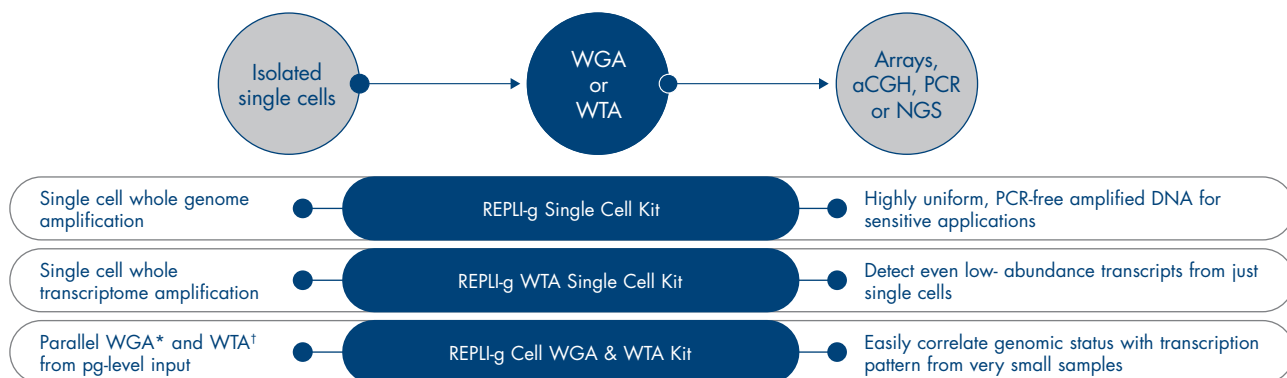 Isolated
single cells
WGA
or
WTA
Arrays,
aCGH, PCR
or NGS
Single cell whole genome
amplification
REPLI-g Single Cell Kit
Highly uniform, PCR-free amplified DNA for
sensitive applications
Single cell whole
transcriptome amplification
REPLI-g WTA Single Cell Kit
Detect even low- abundance transcripts from just
single cells
Parallel WGA* and WTA†
from pg-level input
REPLI-g Cell WGA & WTA Kit
Easily correlate genomic status with transcription
pattern from very small samples